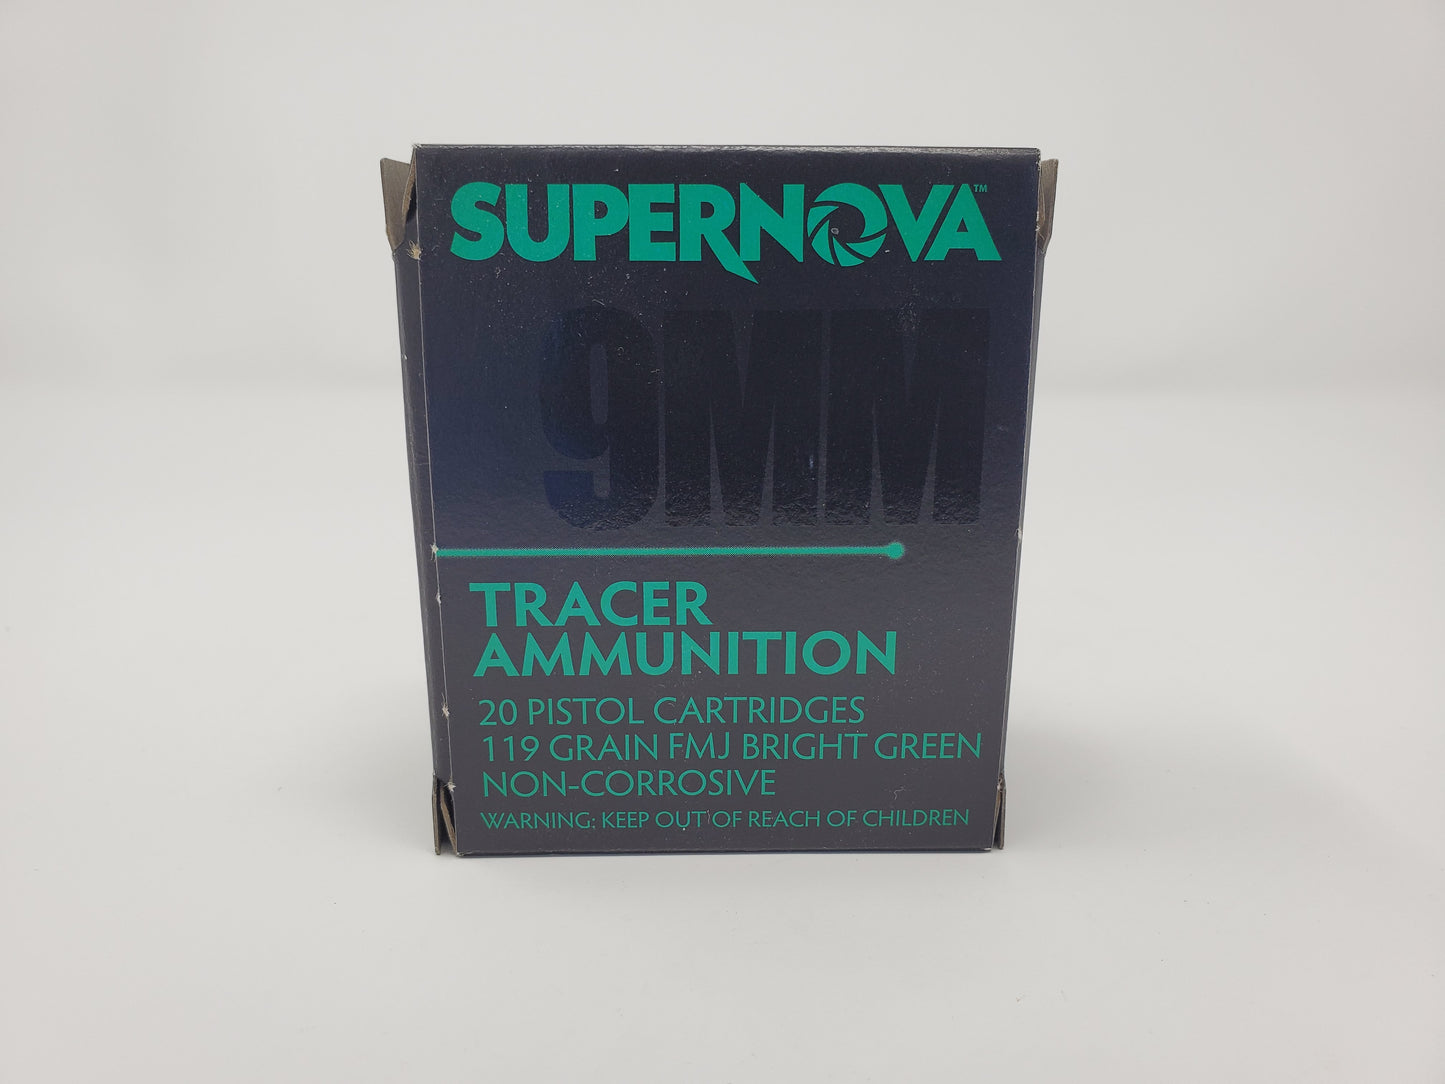 SUPERNOVA™
9MM
TRACER
AMMUNITION
20 PISTOL CARTRIDGES
119 GRAIN FMJ BRIGHT GREEN
NON-CORROSIVE
WARNING: KEEP OUT OF REACH OF CHILDREN